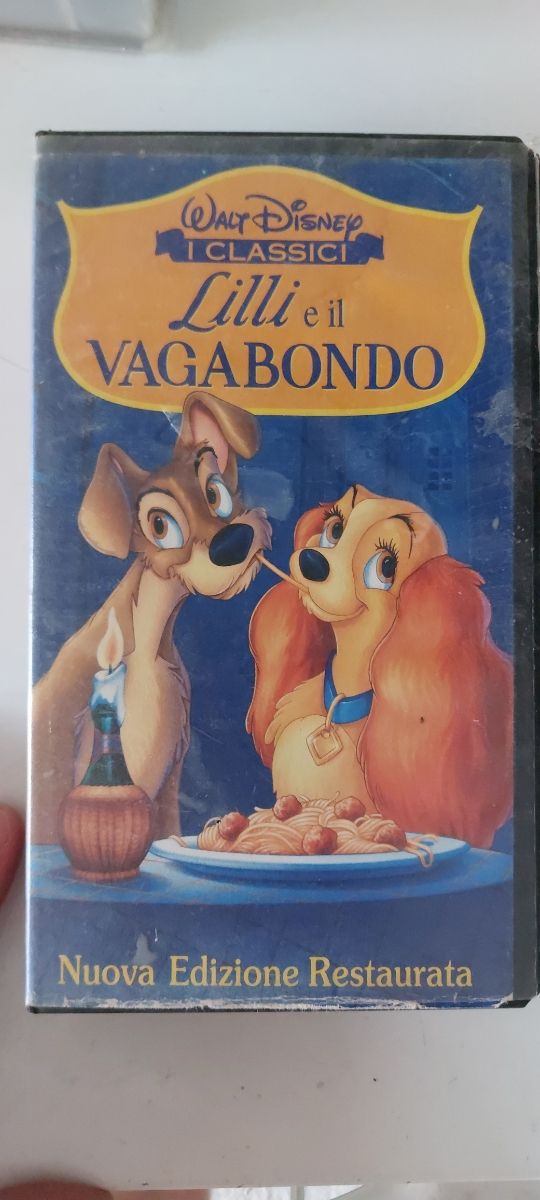 WALT DISNEY
I CLASSICI
Lilli e il
VAGABONDO
Nuova Edizione Restaurata